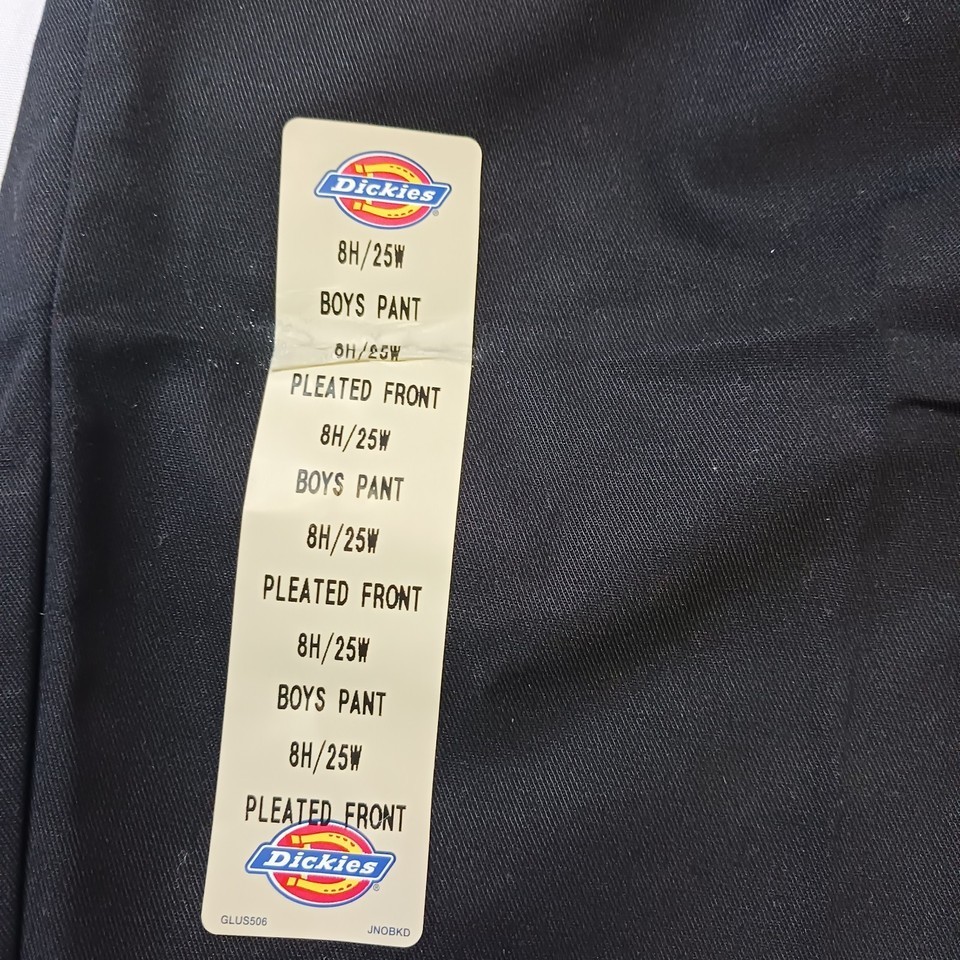 Dickies
8H/25W
BOYS PANT
8H/25W
PLEATED FRONT
8H/25W
BOYS PANT
8H/25W
PLEATED FRONT
8H/25W
BOYS PANT
8H/25W
PLEATED FRONT
Dickies
GLUS506
JNOBKD